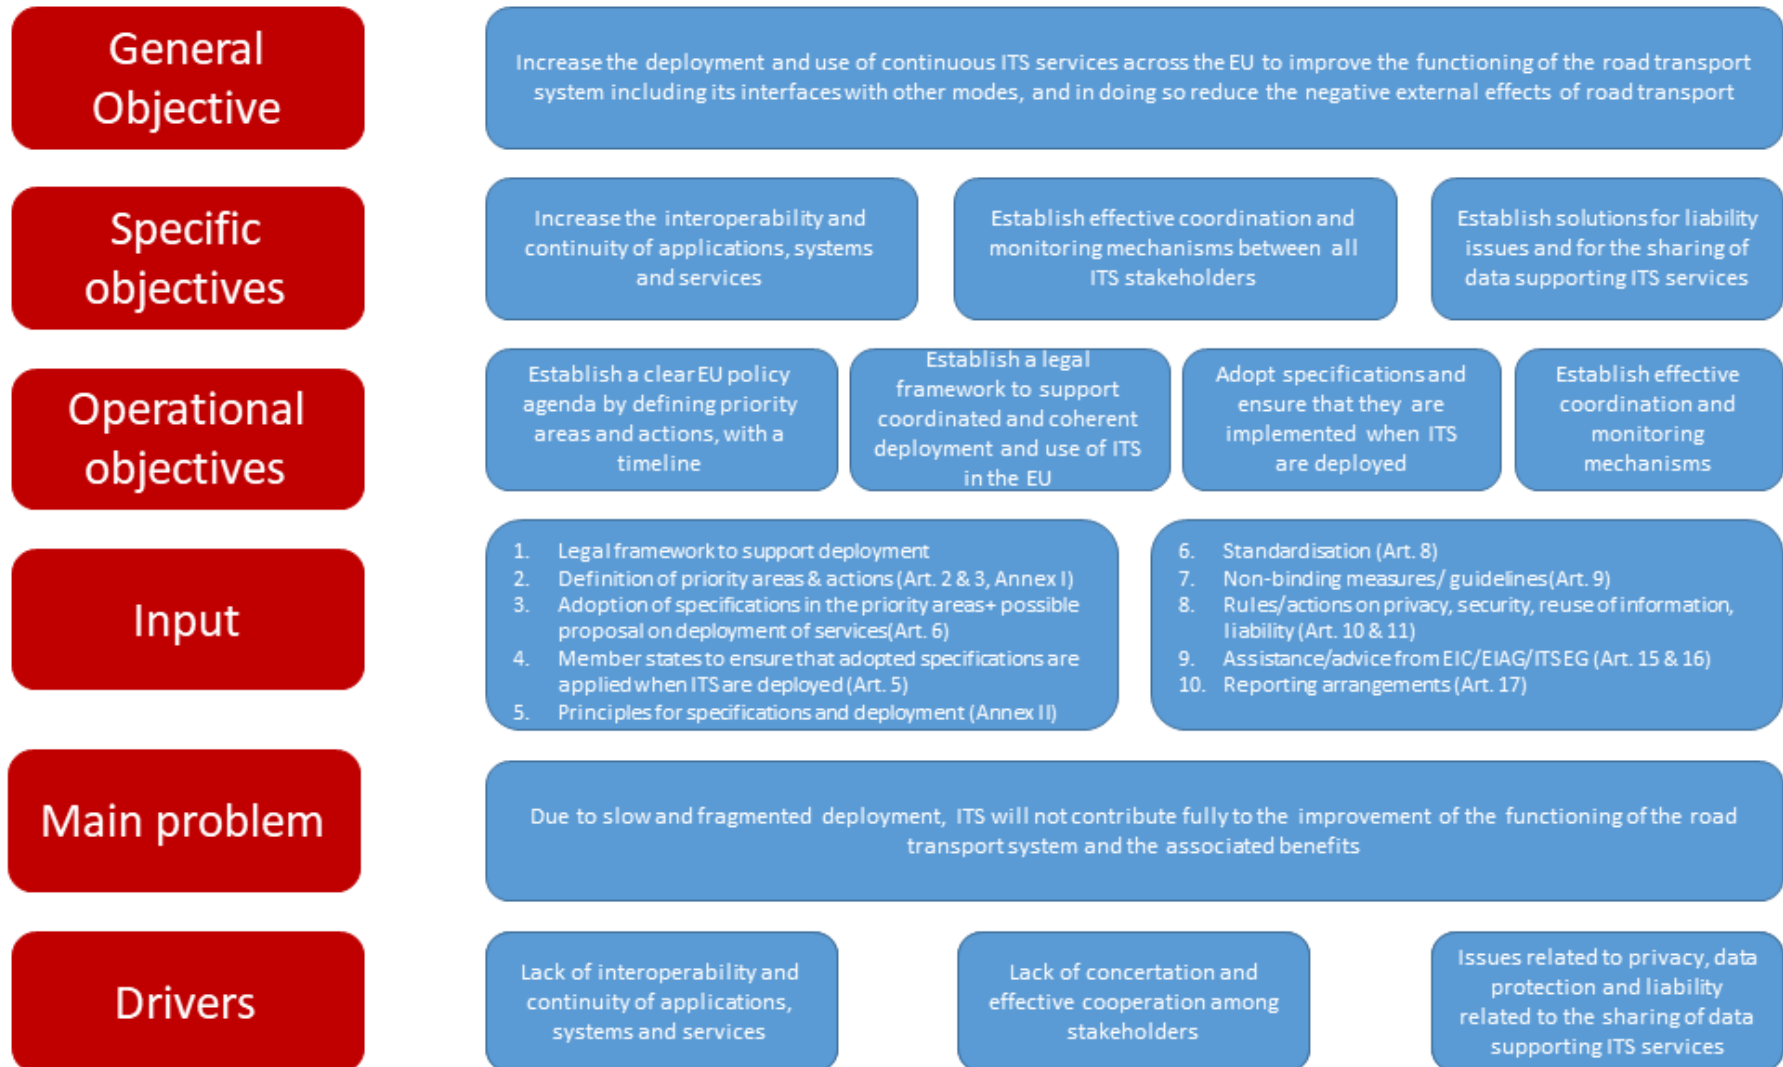 General
Objective
Increase the deployment and use of continuous ITS services across the EU to improve the functioning of the road transport
system including its interfaces with other modes, and in doing so reduce the negative external effects of road transport
Specific
objectives
Increase the interoperability and
continuity of applications, systems
and services
Establish effective coordination and
monitoring mechanisms between all
ITS stakeholders
Establish solutions for liability
issues and for the sharing of
data supporting ITS services
Operational
objectives
Establish a clear EU policy
agenda by defining priority
areas and actions, with a
timeline
Establish a legal
framework to support
coordinated and coherent
deployment and use of ITS
in the EU
Adopt specifications and
ensure that they are
implemented when ITS
are deployed
Establish effective
coordination and
monitoring
mechanisms
Input
1. Legal framework to support deployment
2. Definition of priority areas & actions (Art. 2 & 3, Annex I)
3. Adoption of specifications in the priority areas+ possible
proposal on deployment of services(Art. 6)
4. Member states to ensure that adopted specifications are
applied when ITS are deployed (Art. 5)
5. Principles for specifications and deployment (Annex II)
6. Standardisation (Art. 8)
7. Non-binding measures/ guidelines(Art. 9)
8. Rules/actions on privacy, security, reuse of information,
liability (Art. 10 & 11)
9. Assistance/advice from EIC/EIAG/ITSEG (Art. 15 & 16)
10. Reporting arrangements (Art. 17)
Main problem
Due to slow and fragmented deployment, ITS will not contribute fully to the improvement of the functioning of the road
transport system and the associated benefits
Drivers
Lack of interoperability and
continuity of applications,
systems and services
Lack of concertation and
effective cooperation among
stakeholders
Issues related to privacy, data
protection and liability
related to the sharing of data
supporting ITS services